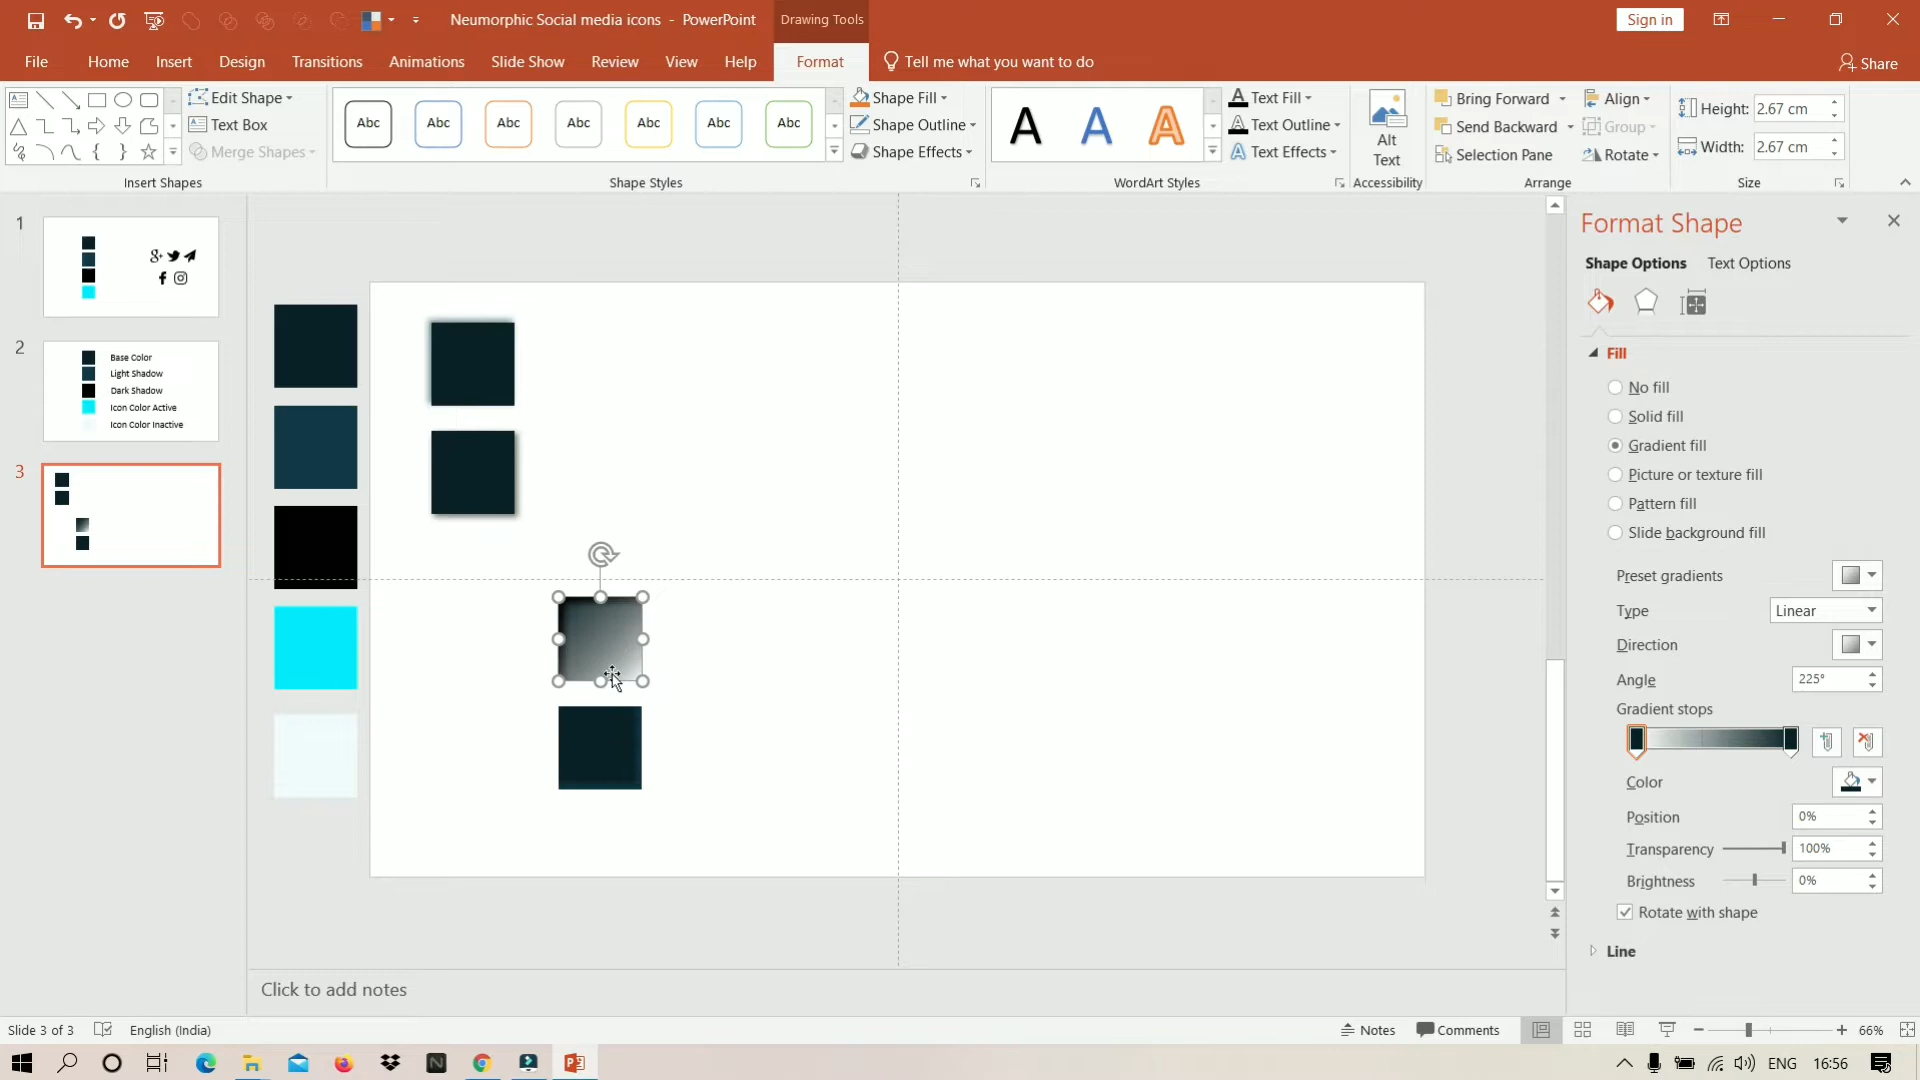 Neumorphic Social media icons - PowerPoint
Drawing Tools
Sign in
File
Home
Insert
Design
Transitions
Animations
Slide Show
Review
View
Help
Format
Tell me what you want to do
Share
Edit Shape
Text Box
Merge Shapes
Insert Shapes
Abc
Abc
Abc
Abc
Abc
Abc
Abc
Shape Fill
Shape Outline
Shape Effects
Shape Styles
A
A
A
Text Fill
Text Outline
Text Effects
WordArt Styles
Alt
Text
Accessibility
Bring Forward
Send Backward
Selection Pane
Align
Group
Rotate
Arrange
Height: 2.67 cm
Width: 2.67 cm
Size
1
2
Base Color
Light Shadow
Dark Shadow
Icon Color Active
Icon Color Inactive
3
Format Shape
Shape Options
Text Options
Fill
No fill
Solid fill
Gradient fill
Picture or texture fill
Pattern fill
Slide background fill
Preset gradients
Type
Linear
Direction
Angle
225°
Gradient stops
Color
Position
0%
Transparency
100%
Brightness
0%
Rotate with shape
Line
Click to add notes
Slide 3 of 3
English (India)
Notes
Comments
66%
ENG
16:56